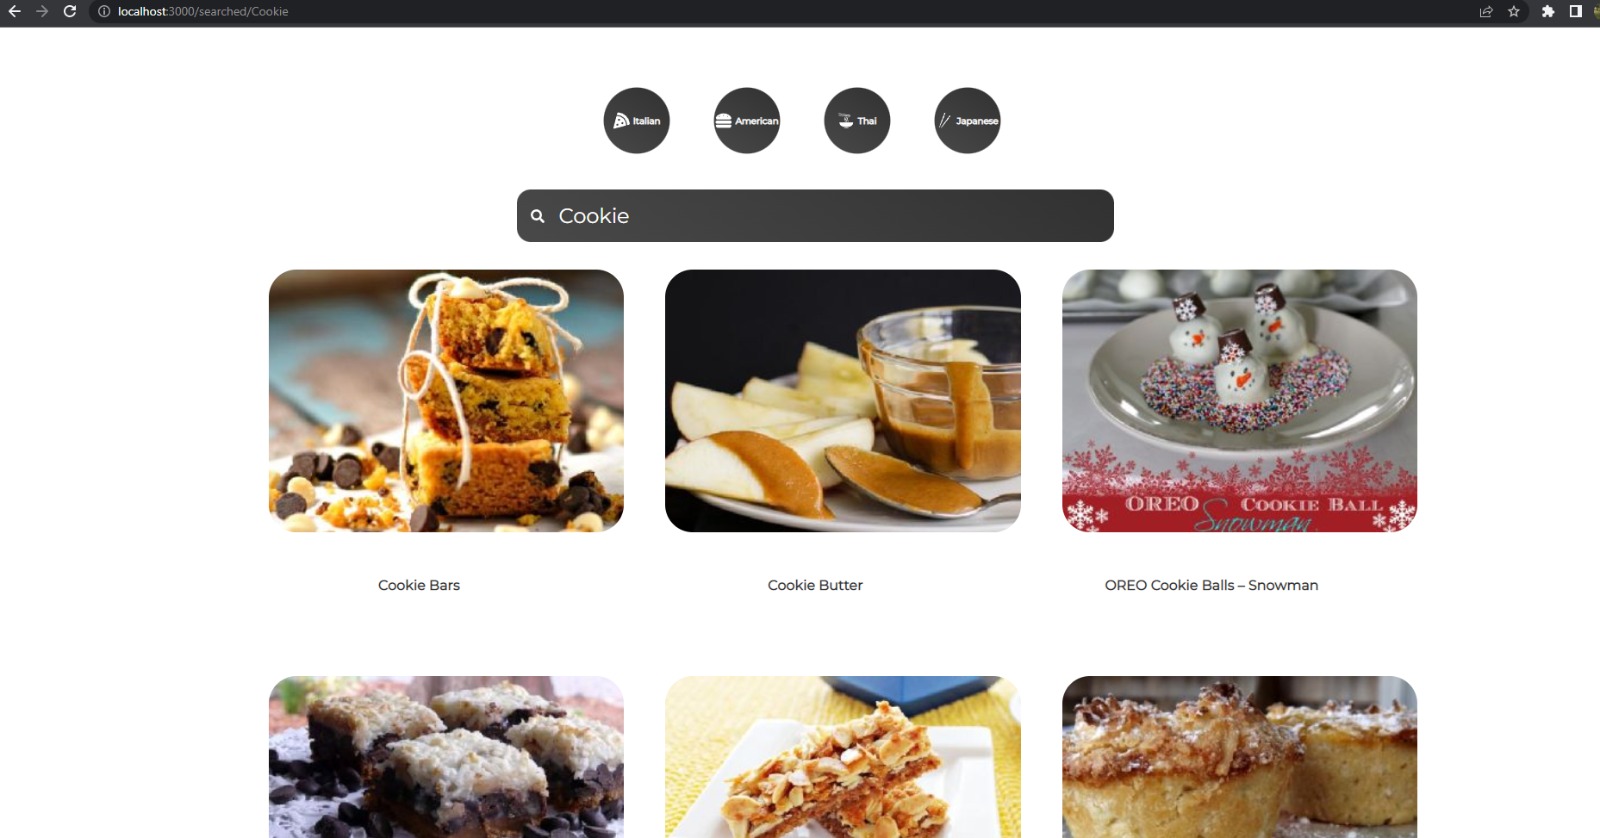 localhost:3000/searched/Cookie
Italian
American
Thai
Japanese
Cookie
OREO Cookie Ball
Snowman
Cookie Bars
Cookie Butter
OREO Cookie Balls – Snowman